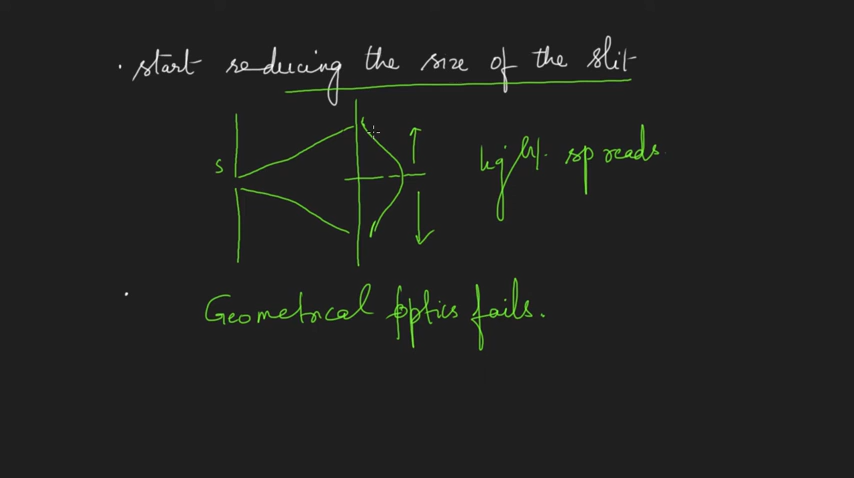 · start reducing the size of the slit
S
light spreads.
Geometrical optics fails.